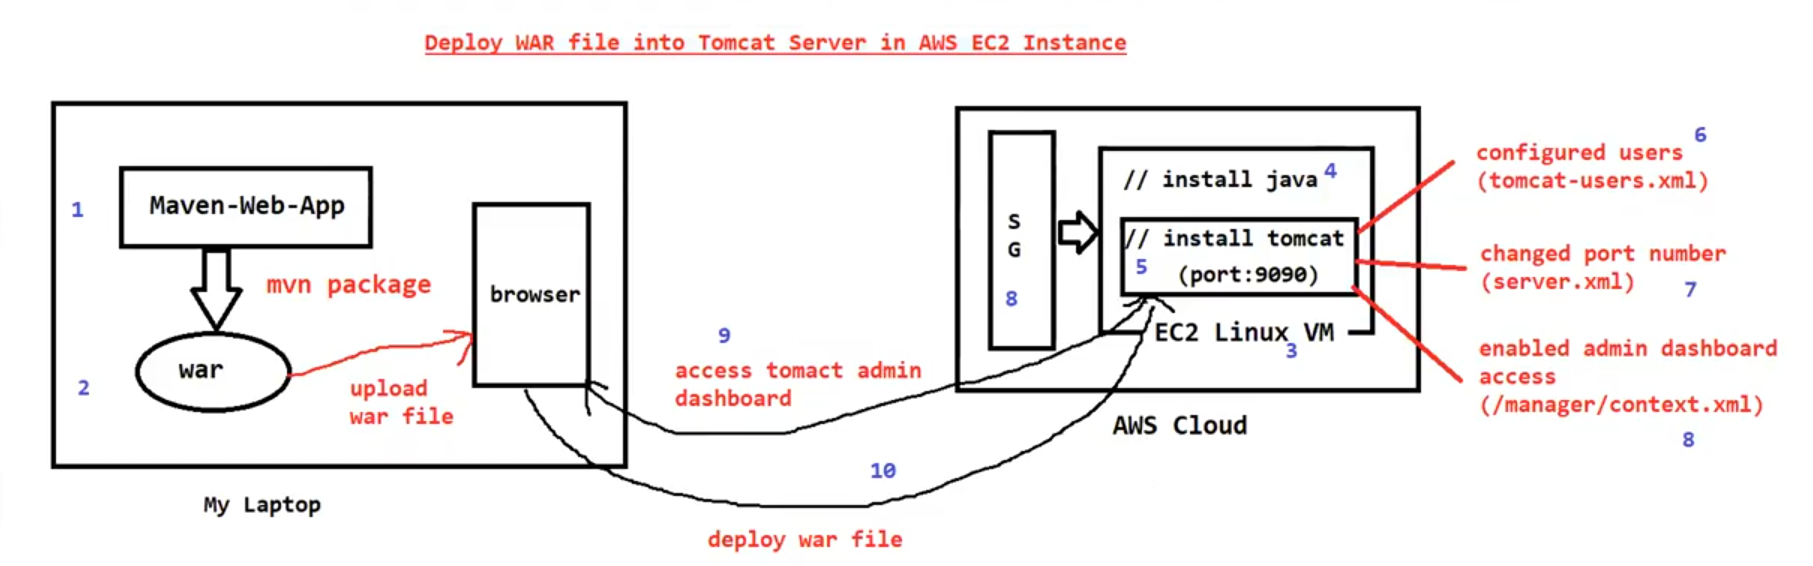 Deploy WAR file into Tomcat Server in AWS EC2 Instance
1
Maven-Web-App
mvn package
2
war
upload
war file
browser
My Laptop
9
access tomact admin
dashboard
10
deploy war file
S
G
8
// install java 4
// install tomcat
5 (port:9090)
EC2 Linux VM
3
AWS Cloud
6
configured users
(tomcat-users.xml)
changed port number
(server.xml) 7
enabled admin dashboard
access
(/manager/context.xml)
8